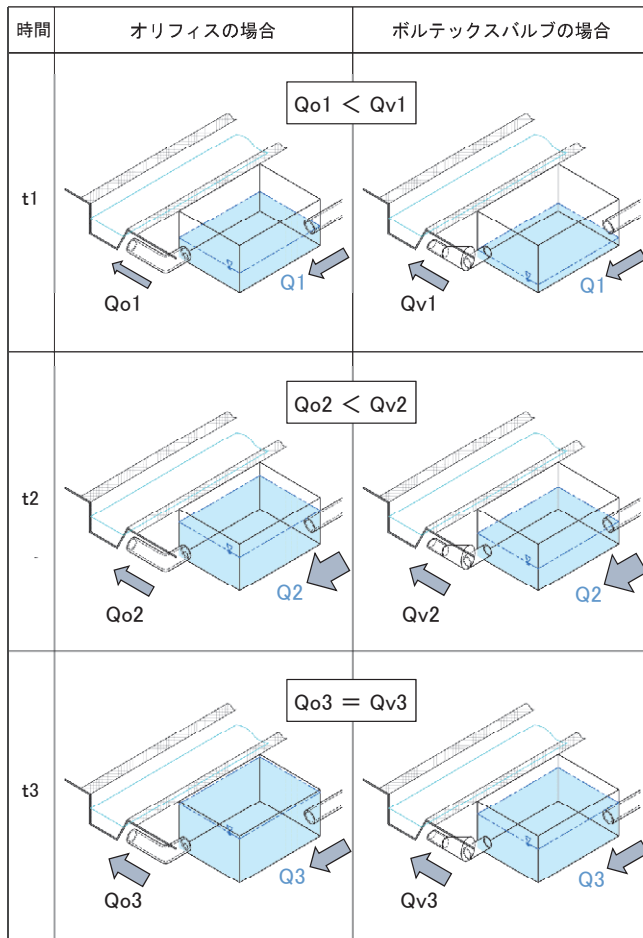 時間 オリフィスの場合 ボルテックスバルブの場合
t1
Qo1 < Qv1
Qo1 Q1 Qv1 Q1
t2
Qo2 < Qv2
Qo2 Q2 Qv2 Q2
t3
Qo3 = Qv3
Qo3 Q3 Qv3 Q3